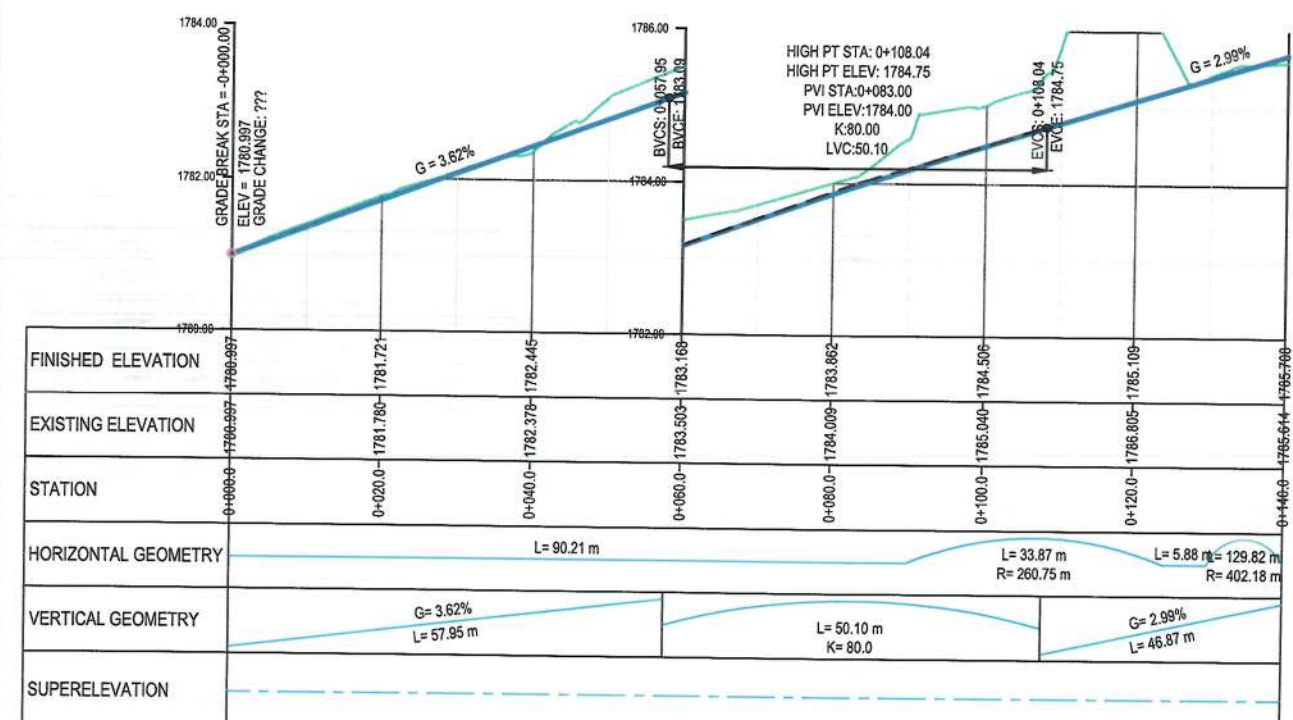 1784.00
GRADE BREAK STA = -0+000.00
ELEV = 1780.997
GRADE CHANGE: ???
1782.00
1780.00
G = 3.62%
1786.00
1784.00
1782.00
BVCS: 0+057.95
BVCE: 1783.09
HIGH PT STA: 0+108.04
HIGH PT ELEV: 1784.75
PVI STA:0+083.00
PVI ELEV:1784.00
K:80.00
LVC:50.10
EVCS: 0+108.04
EVCE: 1784.75
G = 2.99%
FINISHED ELEVATION 1780.997 1781.721 1782.445 1783.168 1783.862 1784.506 1785.109
EXISTING ELEVATION 1780.997 1781.780 1782.378 1783.503 1784.009 1785.040 1786.805 1785.614
STATION 0+000.0 0+020.0 0+040.0 0+060.0 0+080.0 0+100.0 0+120.0 0+140.0
HORIZONTAL GEOMETRY L= 90.21 m L= 33.87 m L= 5.88 m L= 129.82 m
R= 260.75 m R= 402.18 m
VERTICAL GEOMETRY G= 3.62% L= 50.10 m G= 2.99%
L= 57.95 m K= 80.0 L= 46.87 m
SUPERELEVATION